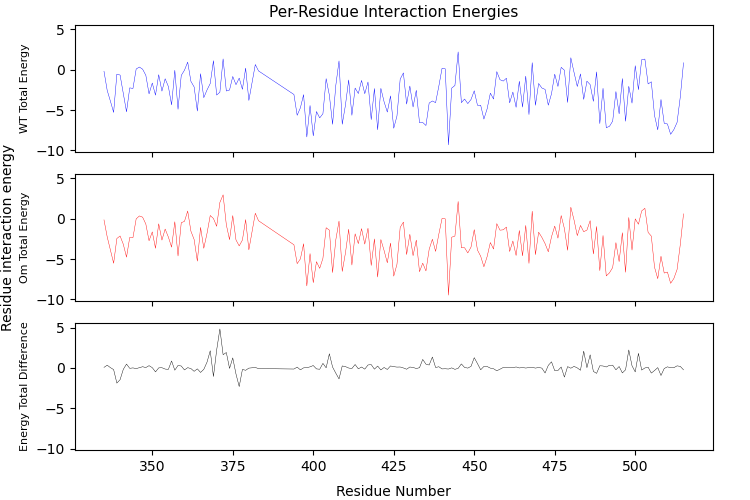 Per-Residue Interaction Energies
Residue interaction energy
WT Total Energy
5
0
−5
−10
Om Total Energy
5
0
−5
−10
Energy Total Difference
5
0
−5
−10
350 375 400 425 450 475 500
Residue Number